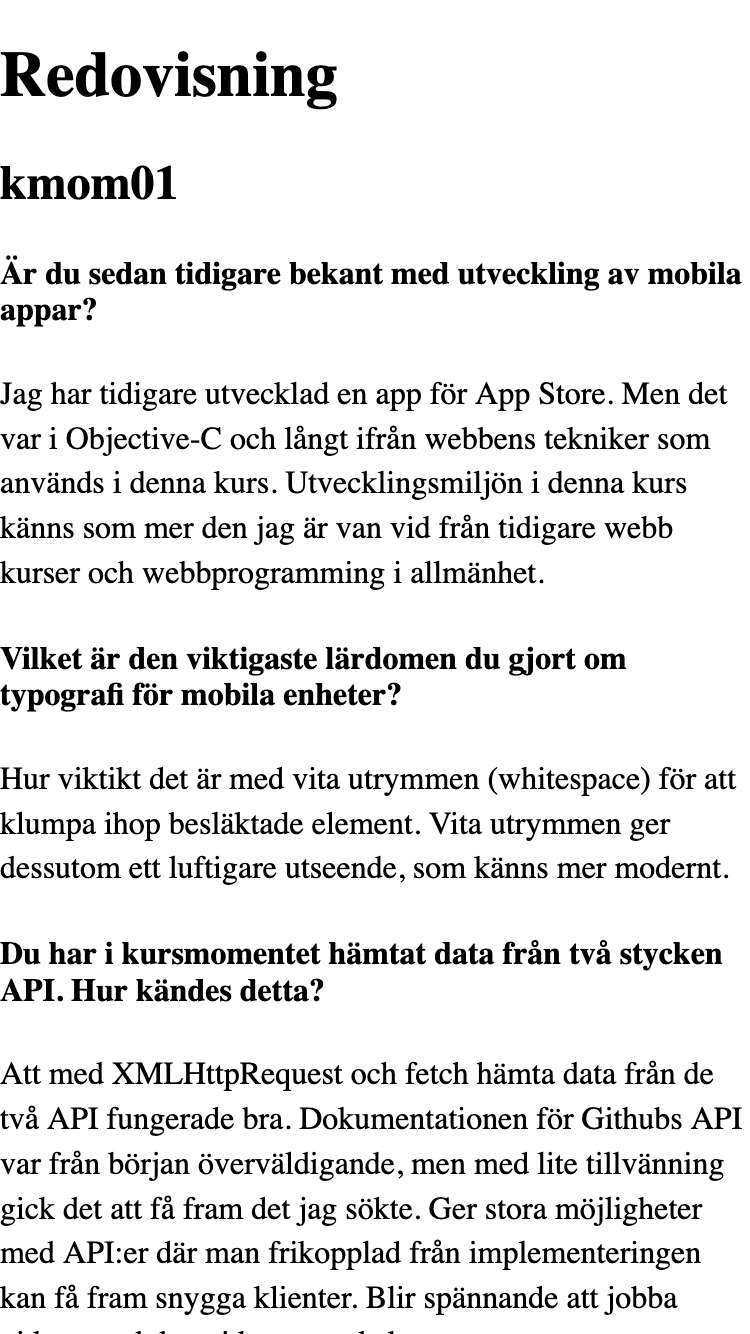 Redovisning
kmom01
Är du sedan tidigare bekant med utveckling av mobila
appar?
Jag har tidigare utvecklad en app för App Store. Men det
var i Objective-C och långt ifrån webbens tekniker som
används i denna kurs. Utvecklingsmiljön i denna kurs
känns som mer den jag är van vid från tidigare webb
kurser och webbprogramming i allmänhet.
Vilket är den viktigaste lärdomen du gjort om
typografi för mobila enheter?
Hur viktikt det är med vita utrymmen (whitespace) för att
klumpa ihop besläktade element. Vita utrymmen ger
dessutom ett luftigare utseende, som känns mer modernt.
Du har i kursmomentet hämtat data från två stycken
API. Hur kändes detta?
Att med XMLHttpRequest och fetch hämta data från de
två API fungerade bra. Dokumentationen för Githubs API
var från början överväldigande, men med lite tillvänning
gick det att få fram det jag sökte. Ger stora möjligheter
med API:er där man frikopplad från implementeringen
kan få fram snygga klienter. Blir spännande att jobba